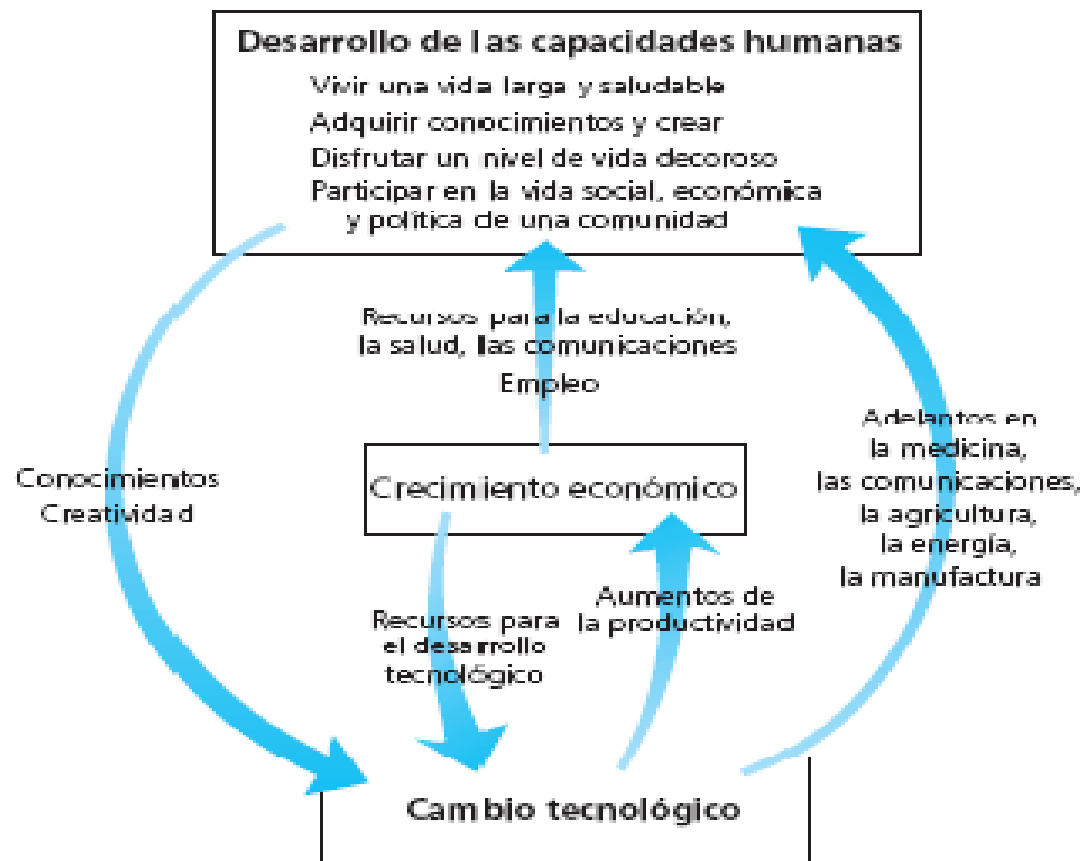 Desarrollo de las capacidades humanas
Vivir una vida larga y saludable
Adquirir conocimientos y crear
Disfrutar un nivel de vida decoroso
Participar en la vida social, económica
y política de una comunidad
Recursos para la educación,
la salud, las comunicaciones
Empleo
Conocimientos
Creatividad
Crecimiento económico
Adelantos en
la medicina,
las comunicaciones,
la agricultura,
la energía,
la manufactura
Recursos para
el desarrollo
tecnológico
Aumentos de
la productividad
Cambio tecnológico